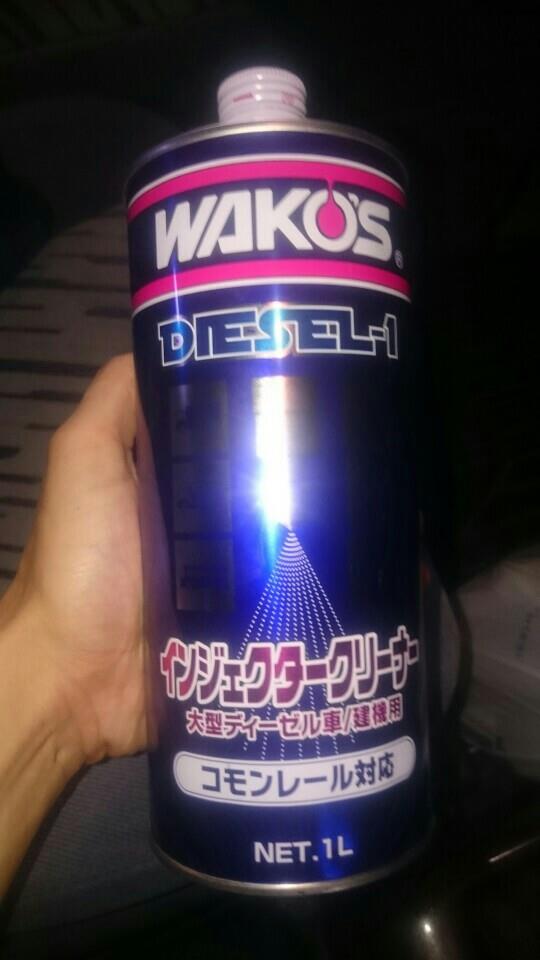 WAKO'S®
DIESEL-1
インジェクタークリーナー
大型ディーゼル車/建機用
コモンレール対応
NET.1L